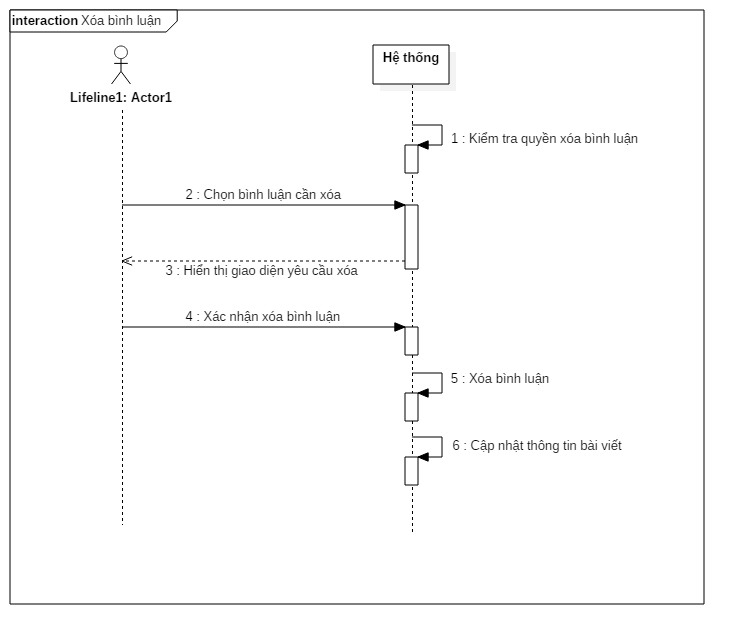 interaction Xóa bình luận
Hệ thống
Lifeline1: Actor1
1 : Kiểm tra quyền xóa bình luận
2 : Chọn bình luận cần xóa
3 : Hiển thị giao diện yêu cầu xóa
4 : Xác nhận xóa bình luận
5 : Xóa bình luận
6 : Cập nhật thông tin bài viết